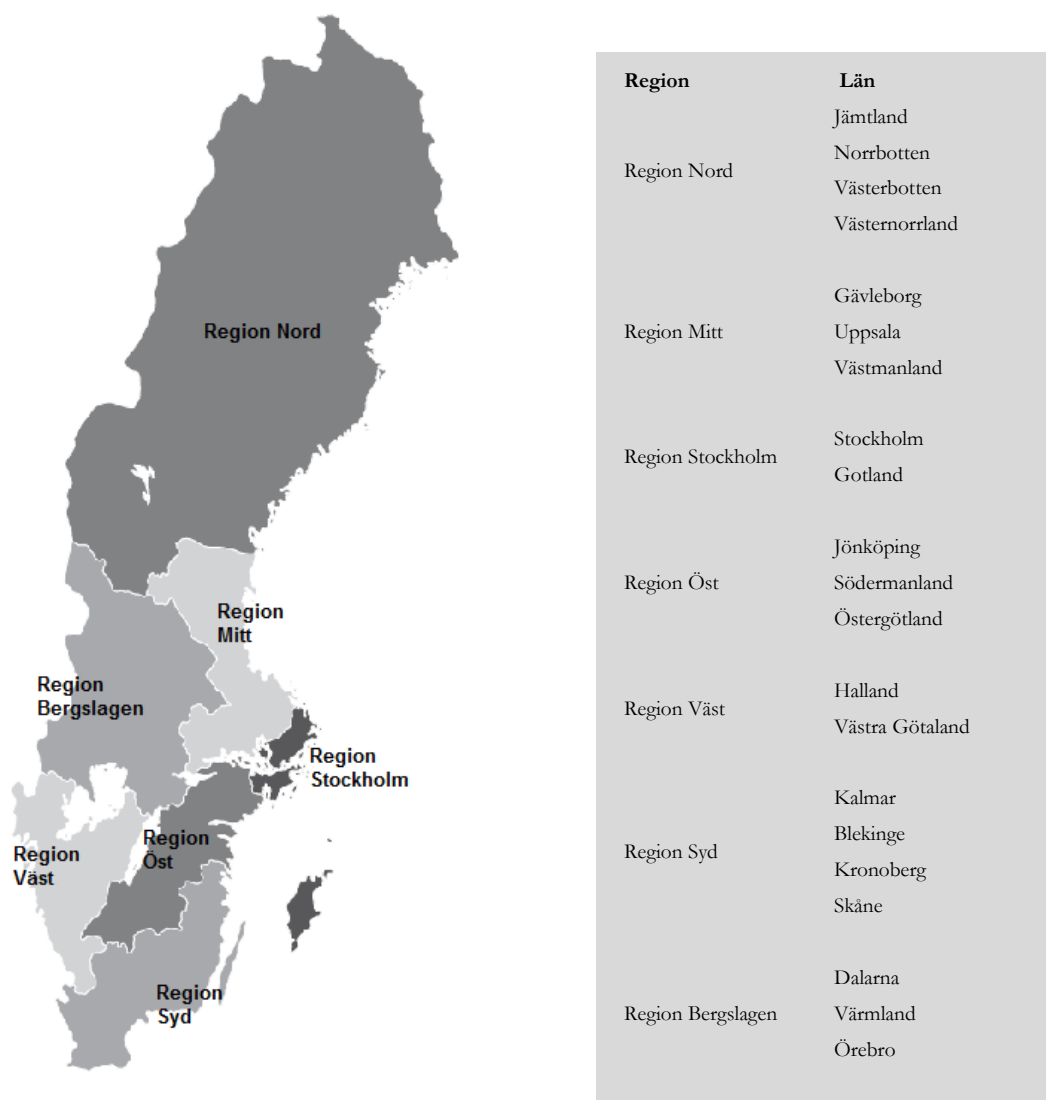 Region Nord
Region
Mitt
Region
Bergslagen
Region
Stockholm
Region
Öst
Region
Väst
Region
Syd
Region Län
Jämtland
Norrbotten
Region Nord
Västerbotten
Västernorrland
Gävleborg
Region Mitt Uppsala
Västmanland
Stockholm
Region Stockholm
Gotland
Jönköping
Region Öst Södermanland
Östergötland
Halland
Region Väst
Västra Götaland
Kalmar
Blekinge
Region Syd
Kronoberg
Skåne
Dalarna
Region Bergslagen Värmland
Örebro